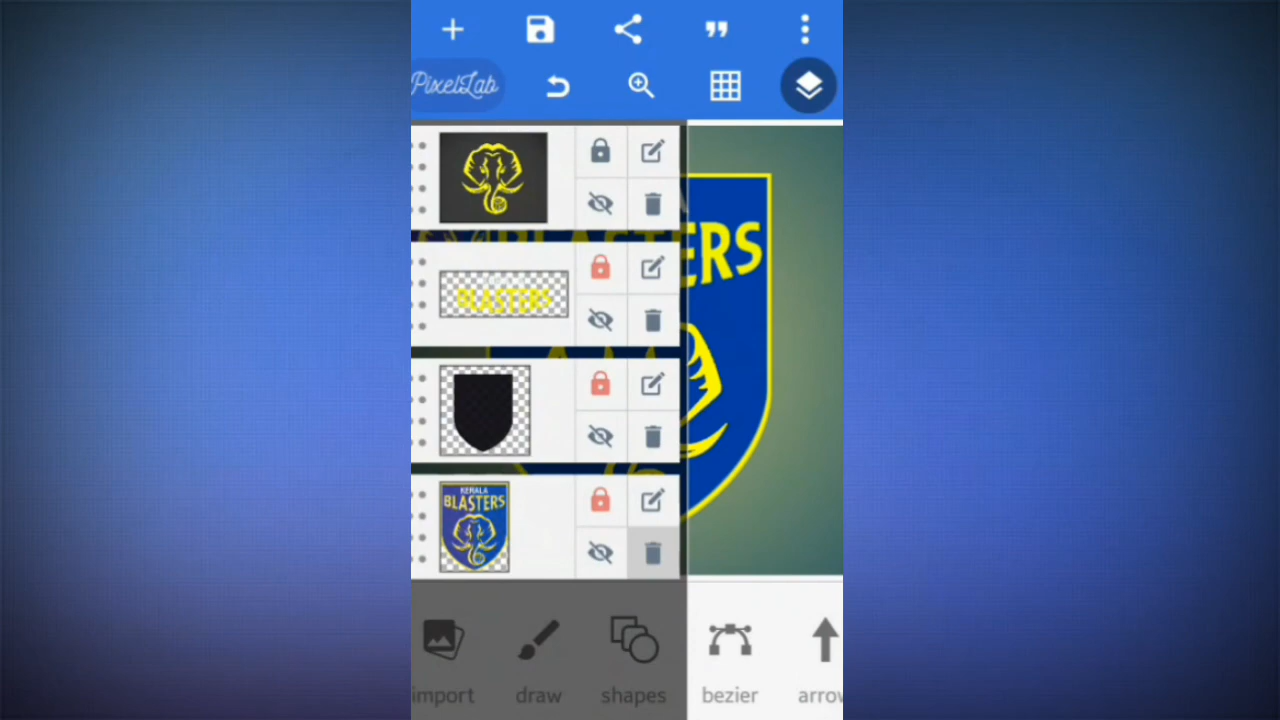 PixelLab
BLASTERS
KERALA
BLASTERS
ERS
import draw shapes bezier arrow